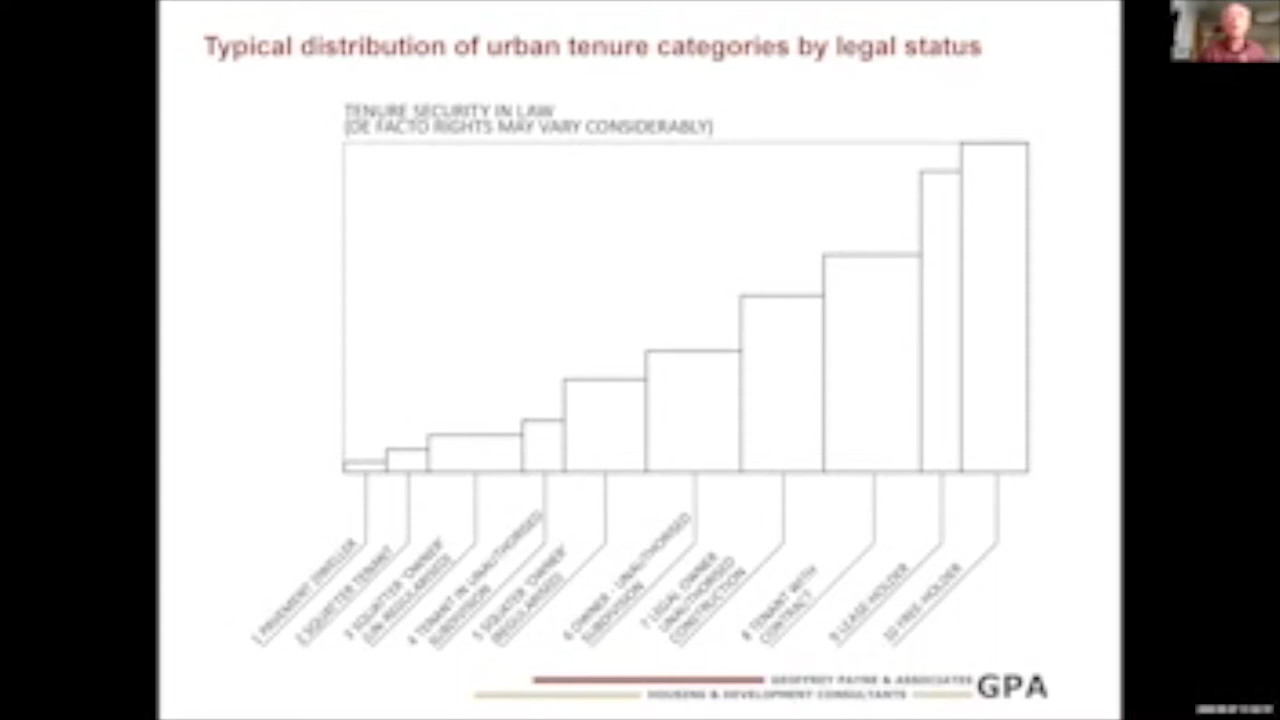 Typical distribution of urban tenure categories by legal status
TENURE SECURITY IN LAW
(DE FACTO RIGHTS MAY VARY CONSIDERABLY)
1 PAVEMENT DWELLER
2 SQUATTER TENANT
3 SQUATTER 'OWNER'
(UN REGULARISED)
4 TENANT IN UNAUTHORISED
SUBDIVISION
5 SQUATER 'OWNER'
(REGULARISED)
6 OWNER - UNAUTHORISED
SUBDIVISION
7 LEGAL OWNER
UNAUTHORISED
CONSTRUCTION
8 TENANT WITH
CONTRACT
9 LEASE HOLDER
10 FREE HOLDER
GEOFFREY PAYNE & ASSOCIATES
HOUSING & DEVELOPMENT CONSULTANTS
GPA